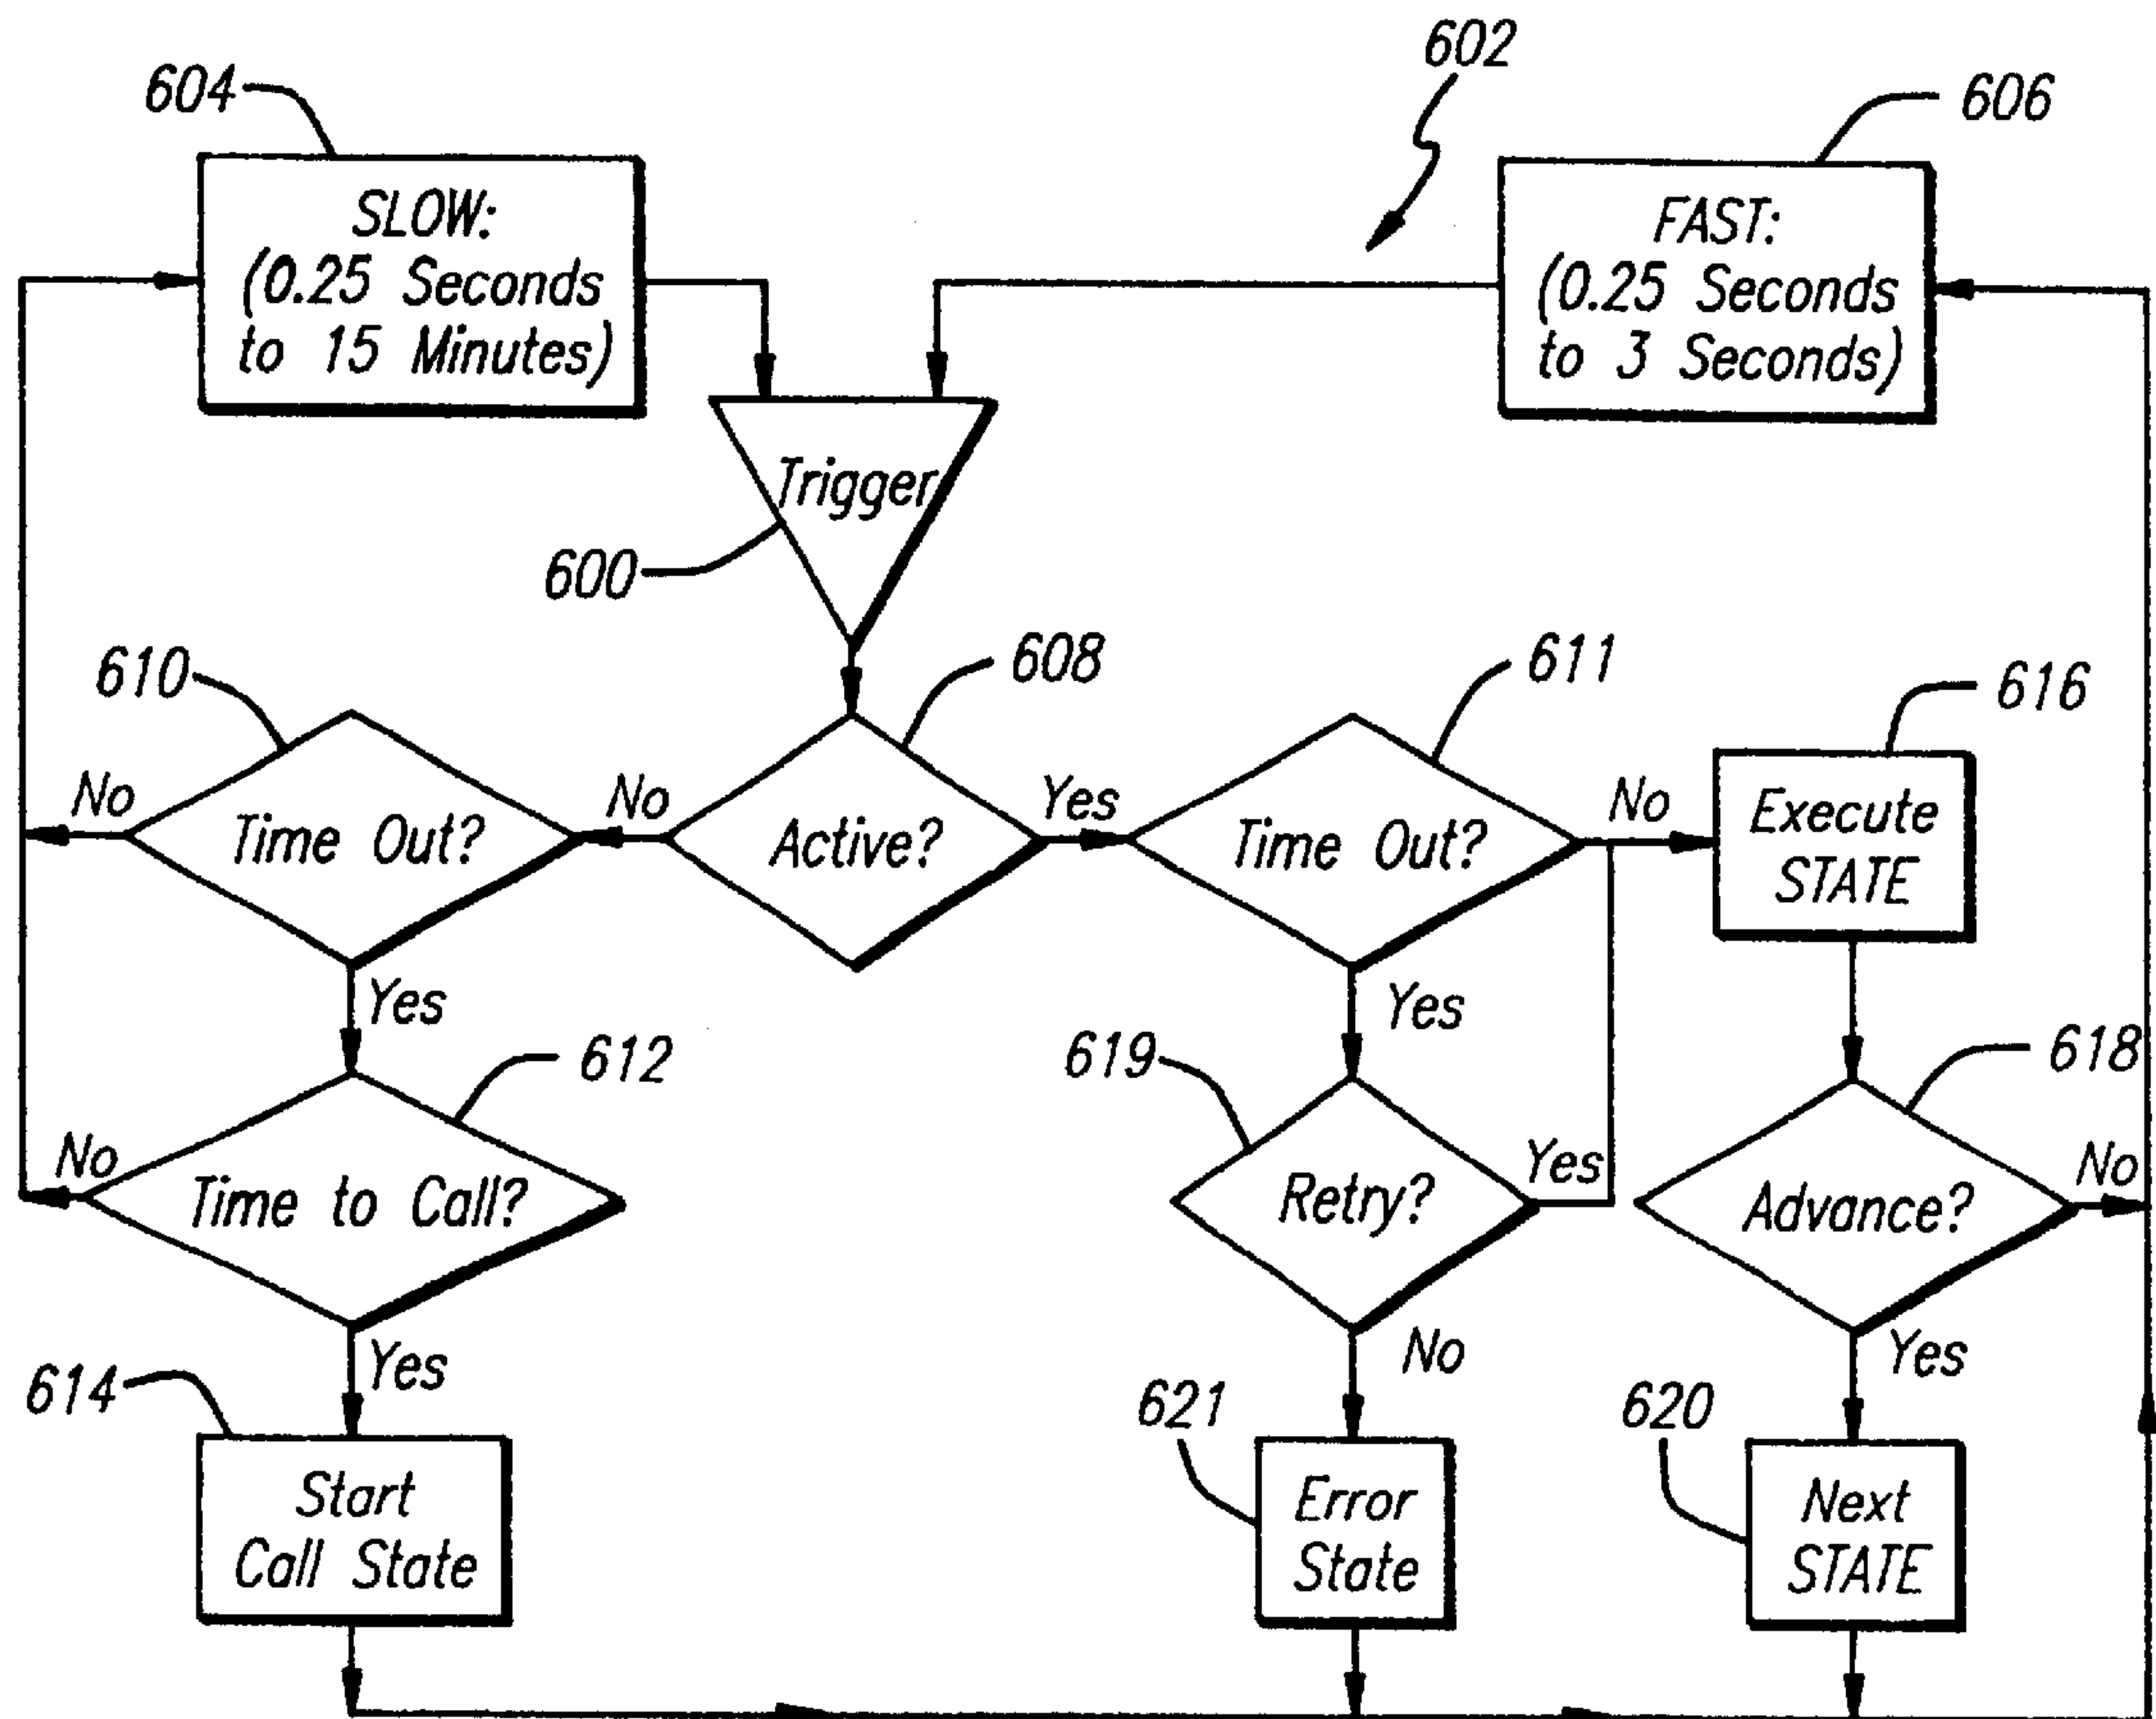 602
604
606
SLOW:
(0.25 Seconds
to 15 Minutes)
FAST:
(0.25 Seconds
to 3 Seconds)
Trigger
600
608
610
611
616
No
Time Out?
No
Active?
Yes
Time Out?
No
Execute
STATE
Yes
Yes
612
619
618
No
Time to Call?
Retry?
Yes
Advance?
No
Yes
No
Yes
614
621
620
Start
Call State
Error
State
Next
STATE